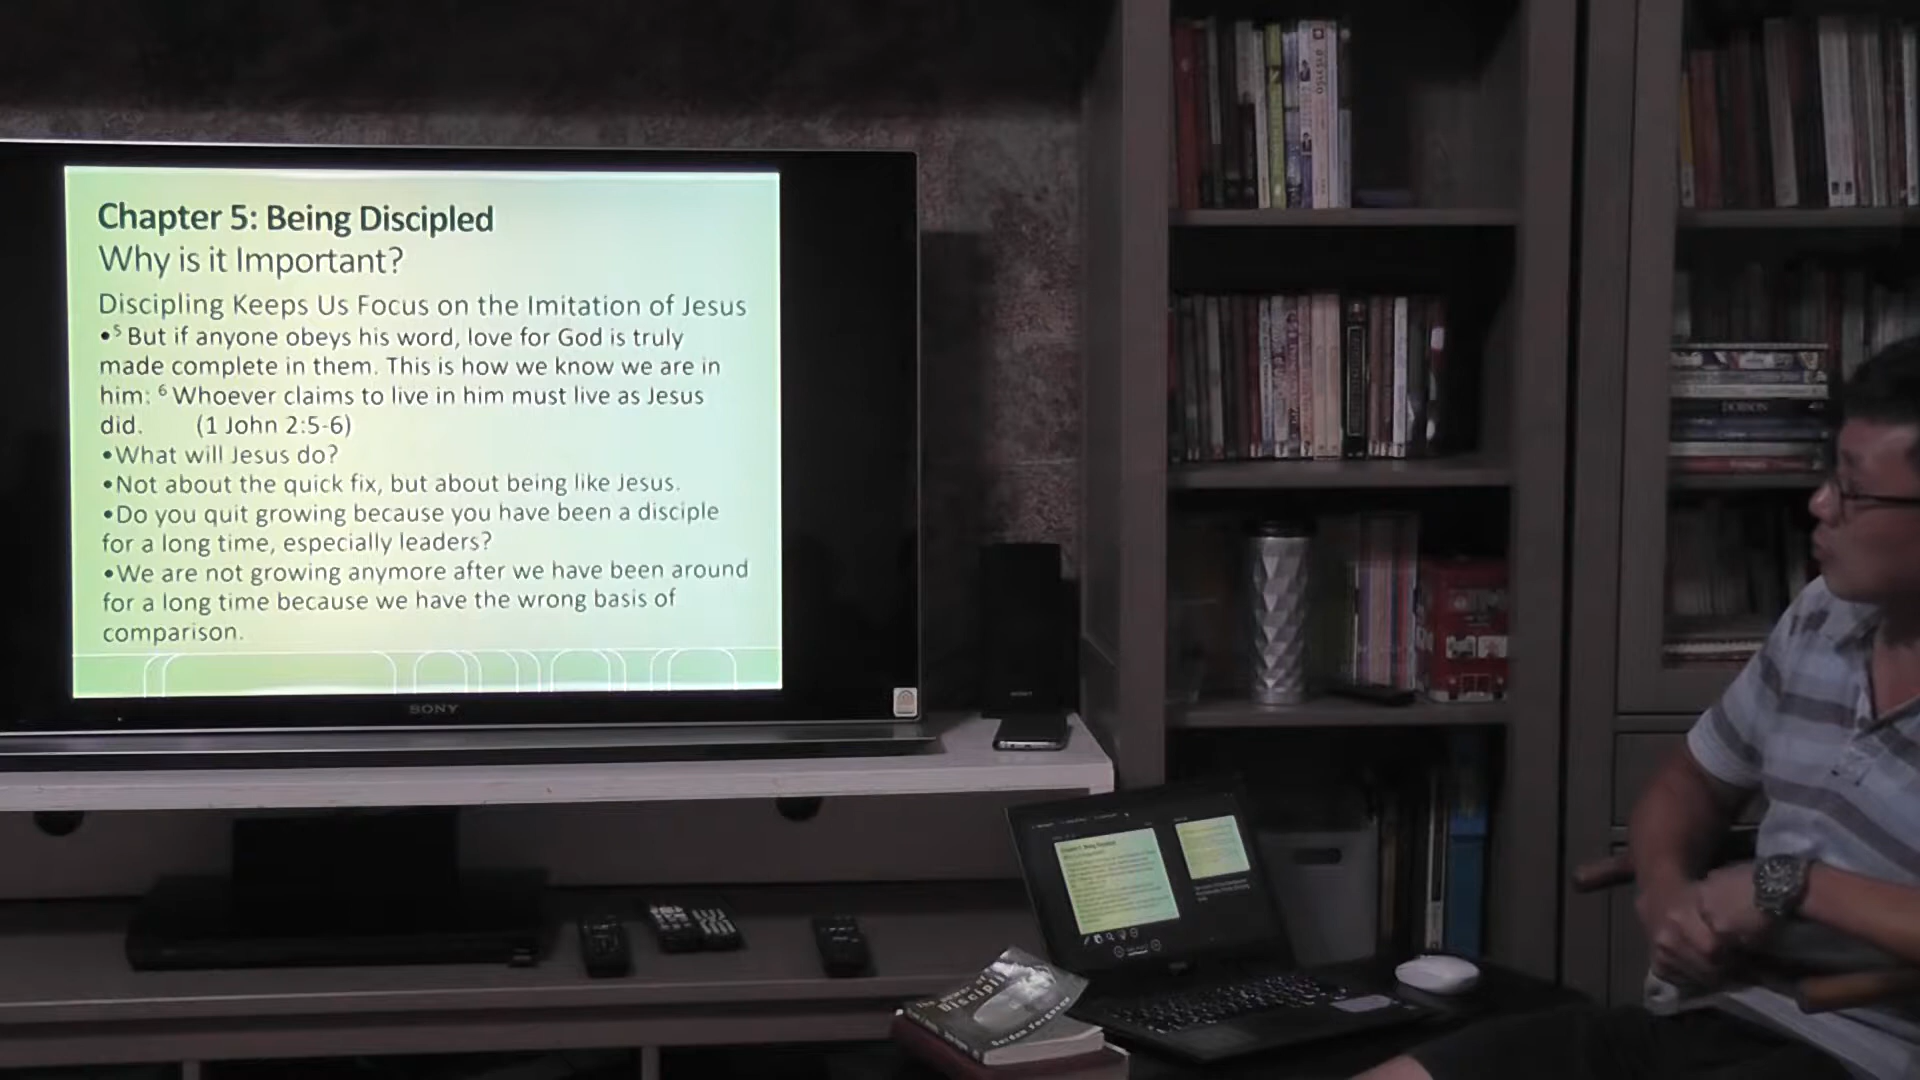 Chapter 5: Being Discipled
Why is it Important?
Discipling Keeps Us Focus on the Imitation of Jesus
•⁵ But if anyone obeys his word, love for God is truly
made complete in them. This is how we know we are in
him: ⁶ Whoever claims to live in him must live as Jesus
did. (1 John 2:5-6)
•What will Jesus do?
•Not about the quick fix, but about being like Jesus.
•Do you quit growing because you have been a disciple
for a long time, especially leaders?
•We are not growing anymore after we have been around
for a long time because we have the wrong basis of
comparison.
SONY
SONY
DOBSON
Gordon Ferguson